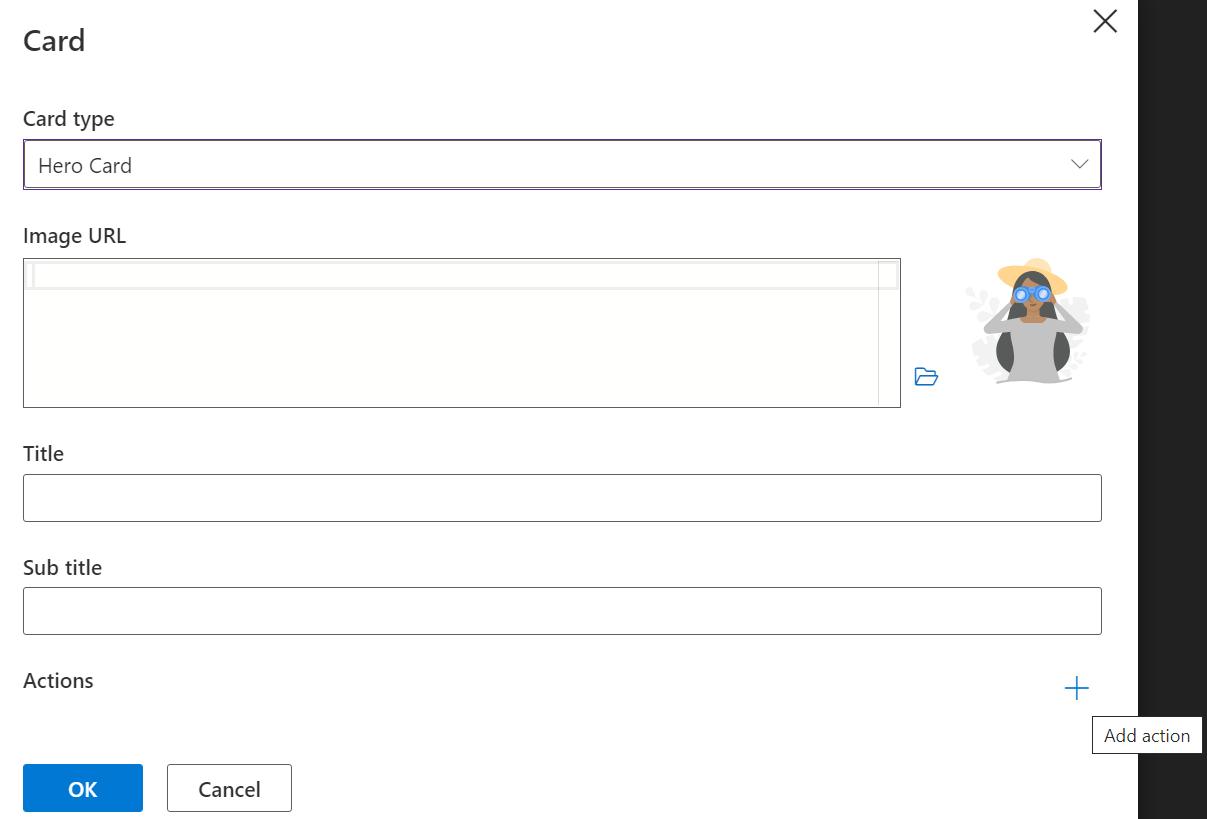 Card
Card type
Hero Card
Image URL
Title
Sub title
Actions
Add action
OK
Cancel